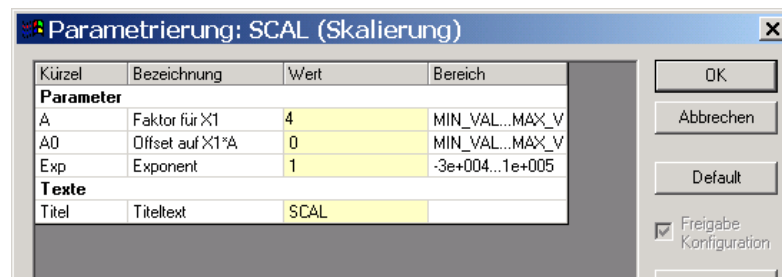 Parametrierung: SCAL (Skalierung)
Kürzel Bezeichnung Wert Bereich
Parameter
A Faktor für X1 4 MIN_VAL...MAX_V
A0 Offset auf X1*A 0 MIN_VAL...MAX_V
Exp Exponent 1 -3e+004...1e+005
Texte
Titel Titeltext SCAL
OK
Abbrechen
Default
Freigabe
Konfiguration